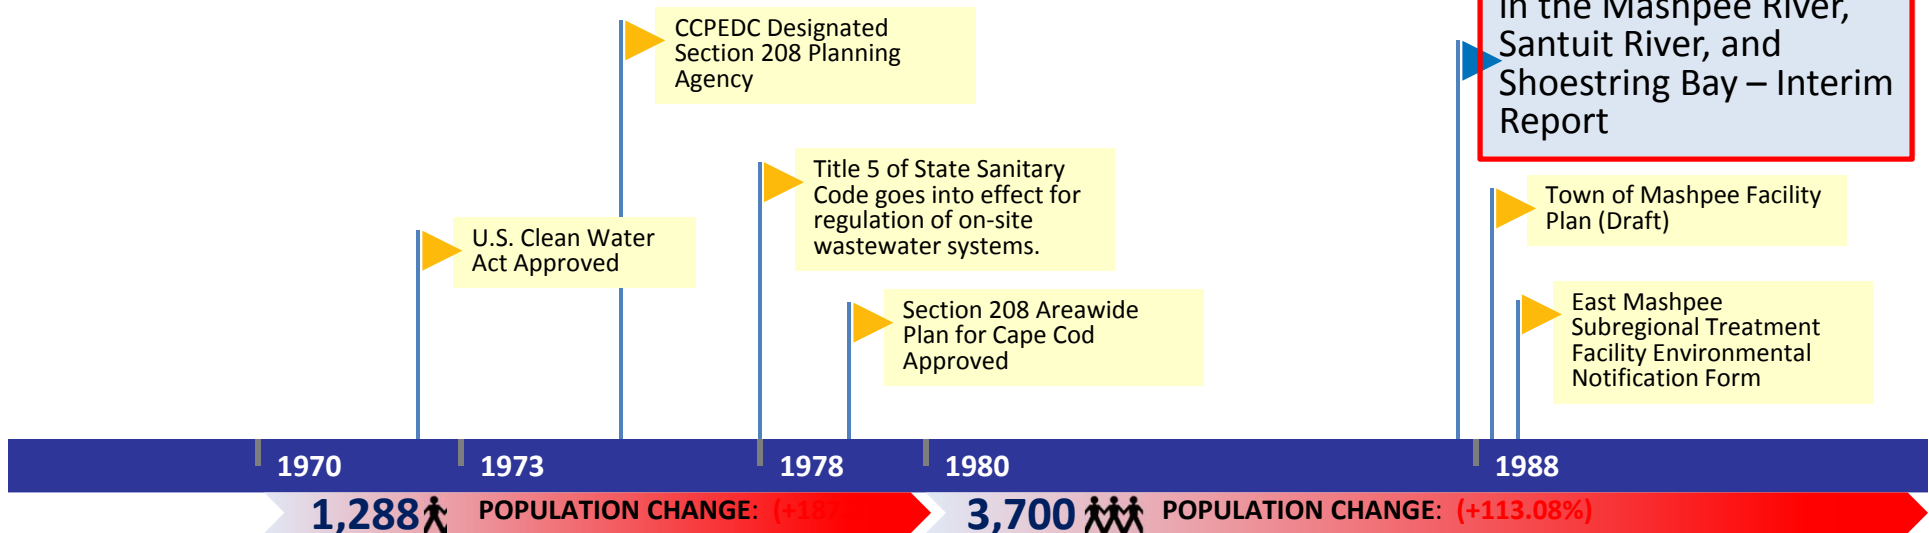 CCPEDC Designated
Section 208 Planning
Agency
in the Mashpee River,
Santuit River, and
Shoestring Bay – Interim
Report
Title 5 of State Sanitary
Code goes into effect for
regulation of on-site
wastewater systems.
Town of Mashpee Facility
Plan (Draft)
U.S. Clean Water
Act Approved
Section 208 Areawide
Plan for Cape Cod
Approved
East Mashpee
Subregional Treatment
Facility Environmental
Notification Form
1970 1973 1978 1980 1988
1,288 POPULATION CHANGE: (+187 3,700 POPULATION CHANGE: (+113.08%)